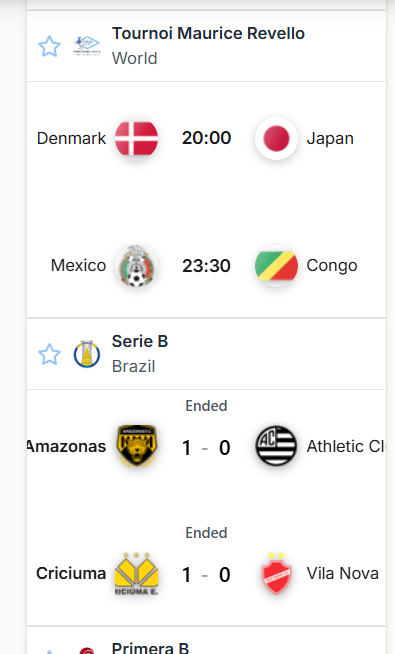 Tournoi Maurice Revello
World
Denmark 20:00 Japan
Mexico 23:30 Congo
Serie B
Brazil
Ended
Amazonas 1 - 0 Athletic Cl
Ended
Criciuma 1 - 0 Vila Nova
Primera B